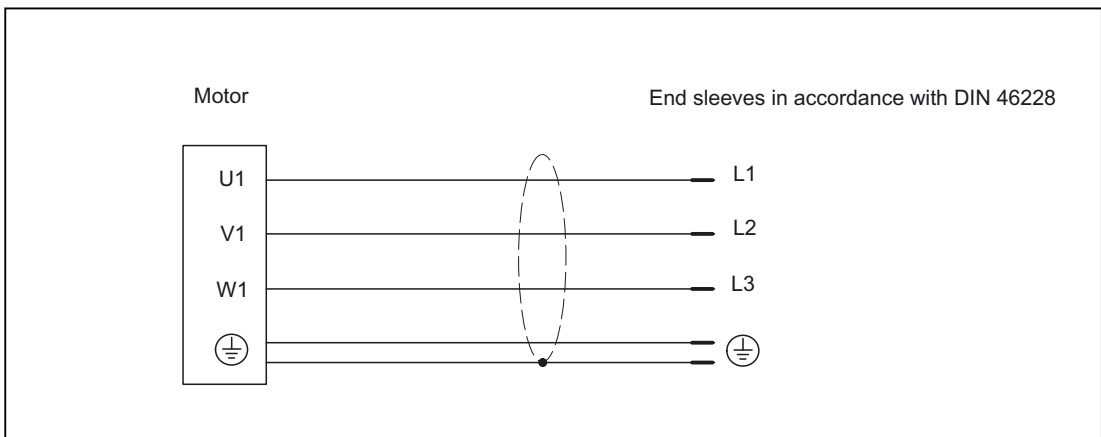 Motor
End sleeves in accordance with DIN 46228
U1
L1
V1
L2
W1
L3